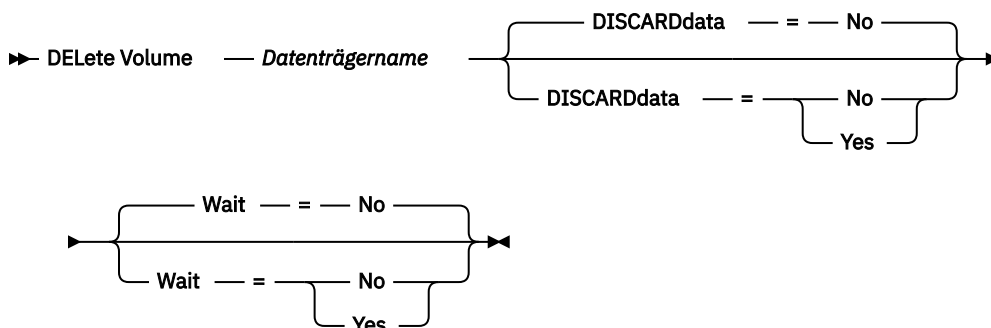 DELete Volume Datenträgername DISCARDdata = No
DISCARDdata = No
Yes
Wait = No
Wait = No
Yes